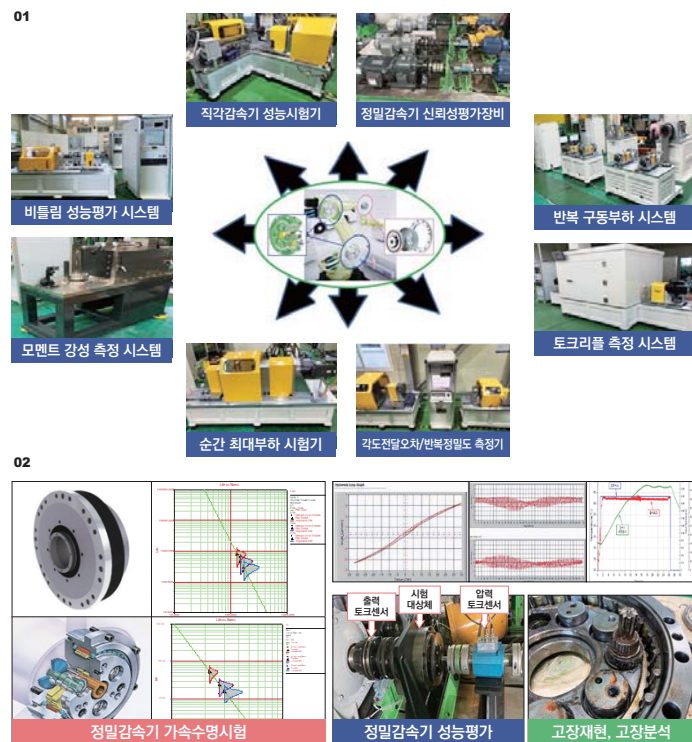 01
직각감속기 성능시험기
정밀감속기 신뢰성평가장비
비틀림 성능평가 시스템
반복 구동부하 시스템
모멘트 강성 측정 시스템
토크리플 측정 시스템
순간 최대부하 시험기
각도전달오차/반복정밀도 측정기
02
출력
토크센서
시험
대상체
압력
토크센서
정밀감속기 가속수명시험
정밀감속기 성능평가
고장재현, 고장분석